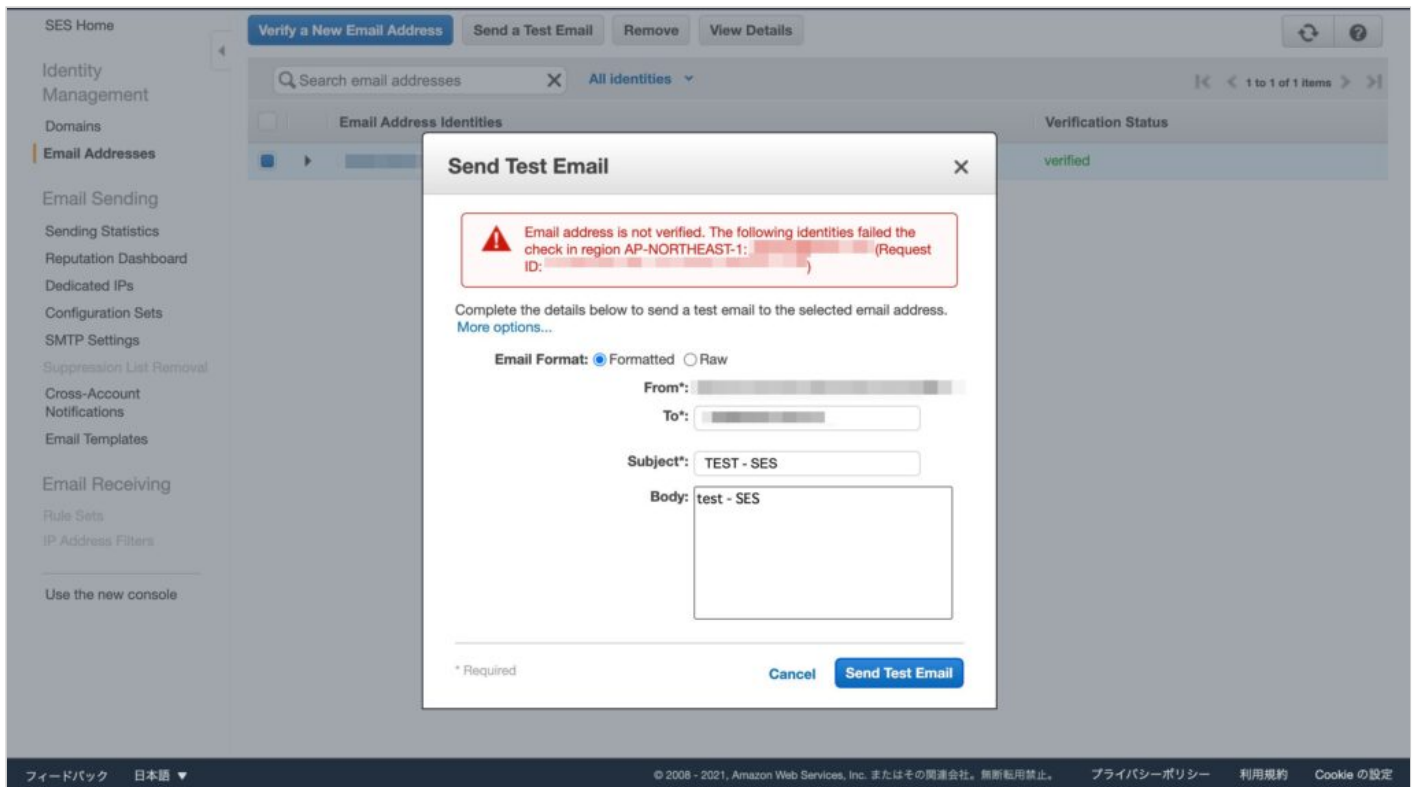 SES Home
Verify a New Email Address Send a Test Email Remove View Details
Identity
Management
Search email addresses All identities 1 to 1 of 1 items
Domains
Email Address Identities Verification Status
Email Addresses
verified
Send Test Email
Email address is not verified. The following identities failed the
check in region AP-NORTHEAST-1: (Request
ID: )
Email Sending
Sending Statistics
Reputation Dashboard
Dedicated IPs
Configuration Sets
SMTP Settings
Suppression List Removal
Cross-Account
Notifications
Email Templates
Complete the details below to send a test email to the selected email address.
More options...
Email Format: Formatted Raw
From*:
To*:
Subject*: TEST - SES
Body: test - SES
Email Receiving
Rule Sets
IP Address Filters
Use the new console
* Required Cancel Send Test Email
フィードバック 日本語 ▼ © 2008 - 2021, Amazon Web Services, Inc. またはその関連会社。無断転用禁止。 プライバシーポリシー 利用規約 Cookie の設定